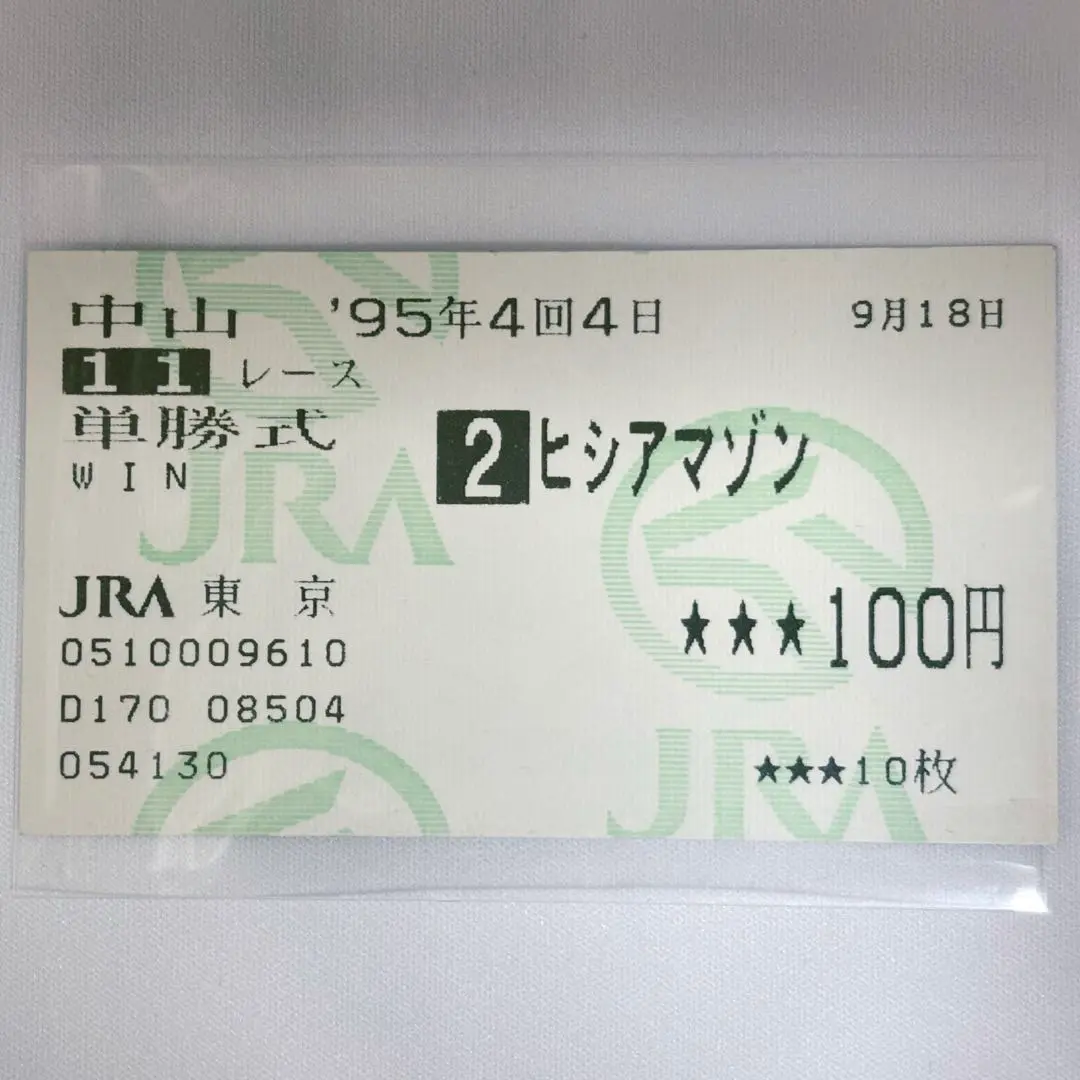 中山 '95年4回4日 9月18日
11 レース
単勝式 2 ヒシアマゾン
WIN
JRA
JRA 東 京
★★★100円
0510009610
D170 08504
054130 ★★★10枚
JRA